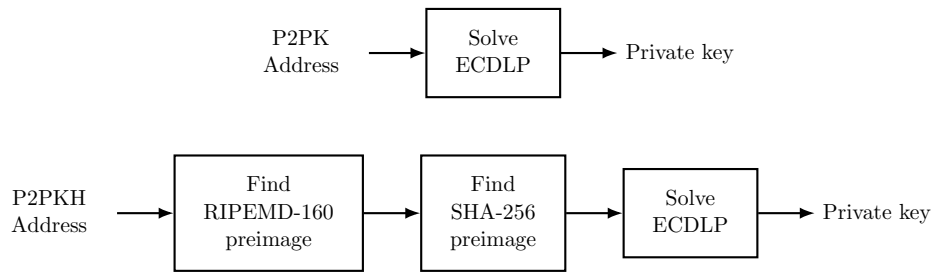 P2PK
Address
Solve
ECDLP
Private key
P2PKH
Address
Find
RIPEMD-160
preimage
Find
SHA-256
preimage
Solve
ECDLP
Private key